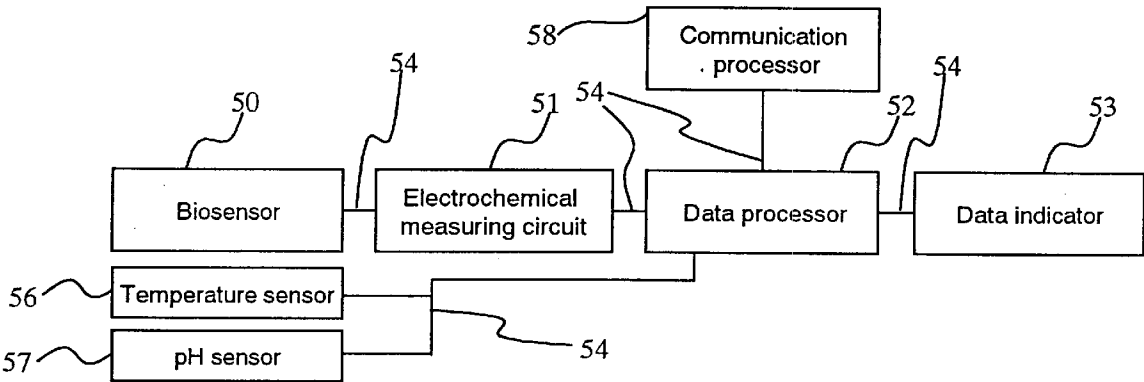 58
Communication
processor
54
50
51
54
52
54
53
Biosensor
Electrochemical
measuring circuit
Data processor
Data indicator
56
Temperature sensor
57
pH sensor
54